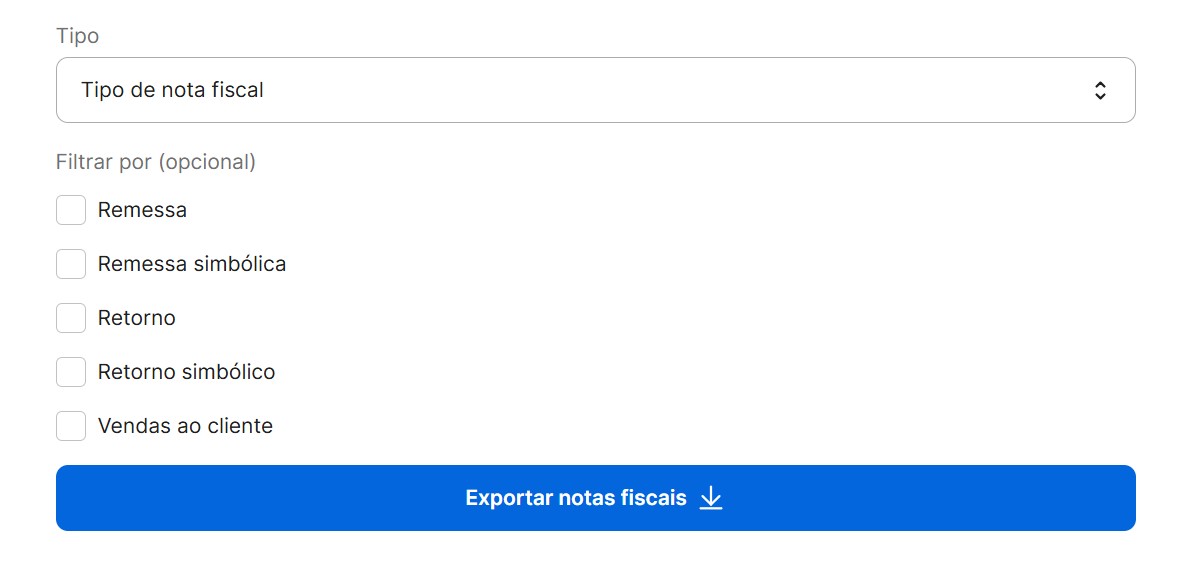 Tipo
Tipo de nota fiscal
Filtrar por (opcional)
Remessa
Remessa simbólica
Retorno
Retorno simbólico
Vendas ao cliente
Exportar notas fiscais